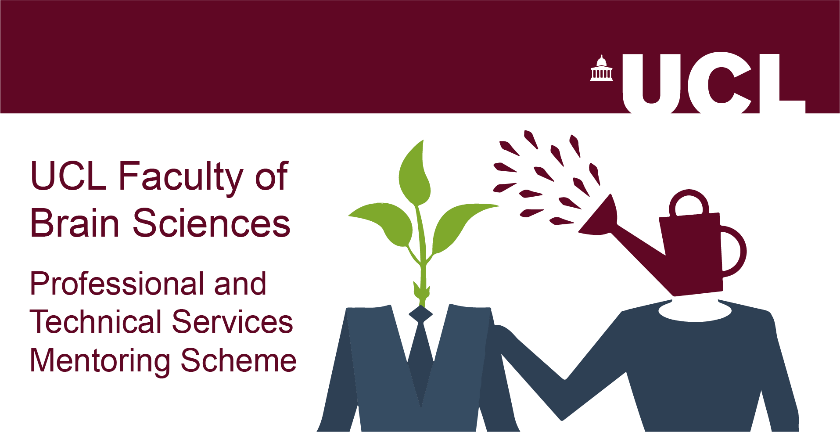 UCL
UCL Faculty of
Brain Sciences
Professional and
Technical Services
Mentoring Scheme